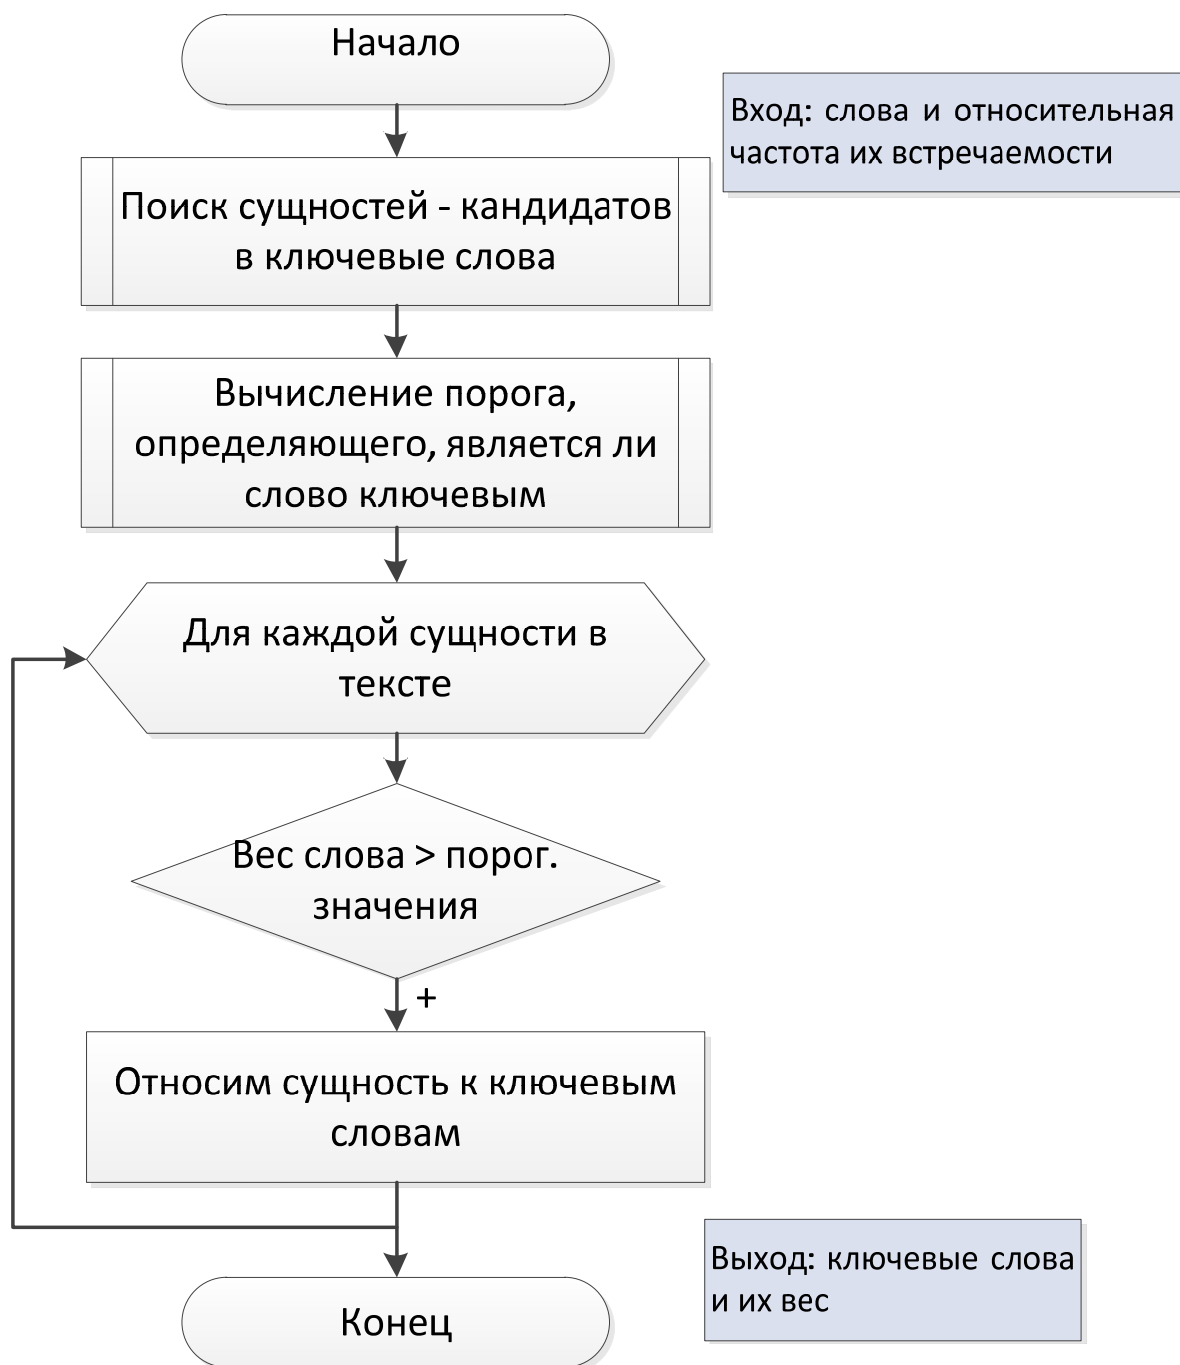 Начало
Вход: слова и относительная
частота их встречаемости
Поиск сущностей - кандидатов
в ключевые слова
Вычисление порога,
определяющего, является ли
слово ключевым
Для каждой сущности в
тексте
Вес слова > порог.
значения
+
Относим сущность к ключевым
словам
Выход: ключевые слова
и их вес
Конец